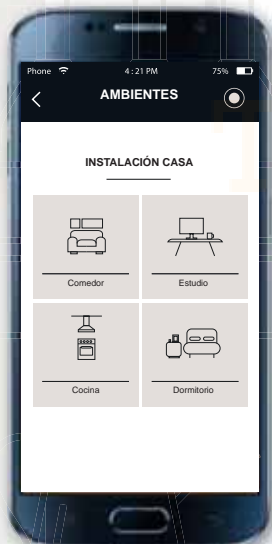 Phone 4:21 PM 75%
AMBIENTES
INSTALACIÓN CASA
Comedor Estudio
Cocina Dormitorio